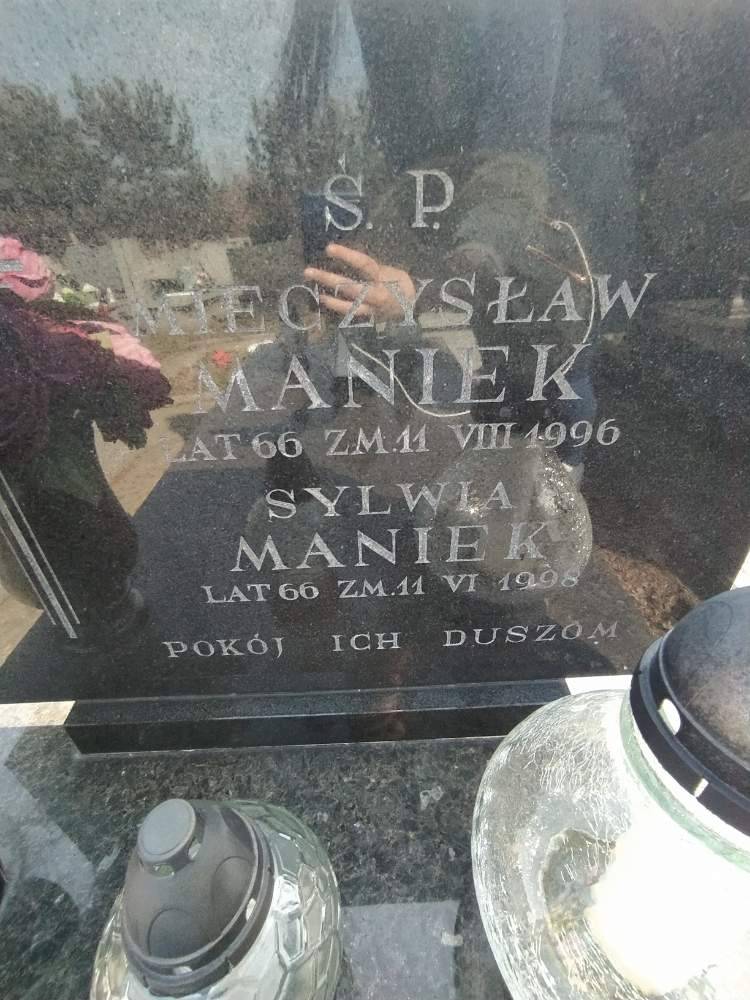 Ś. P.
MIECZYSŁAW
MANIEK
LAT 66 ZM. 11 VIII 1996
SYLWIA
MANIEK
LAT 66 ZM. 11 VI 1998
POKÓJ ICH DUSZOM